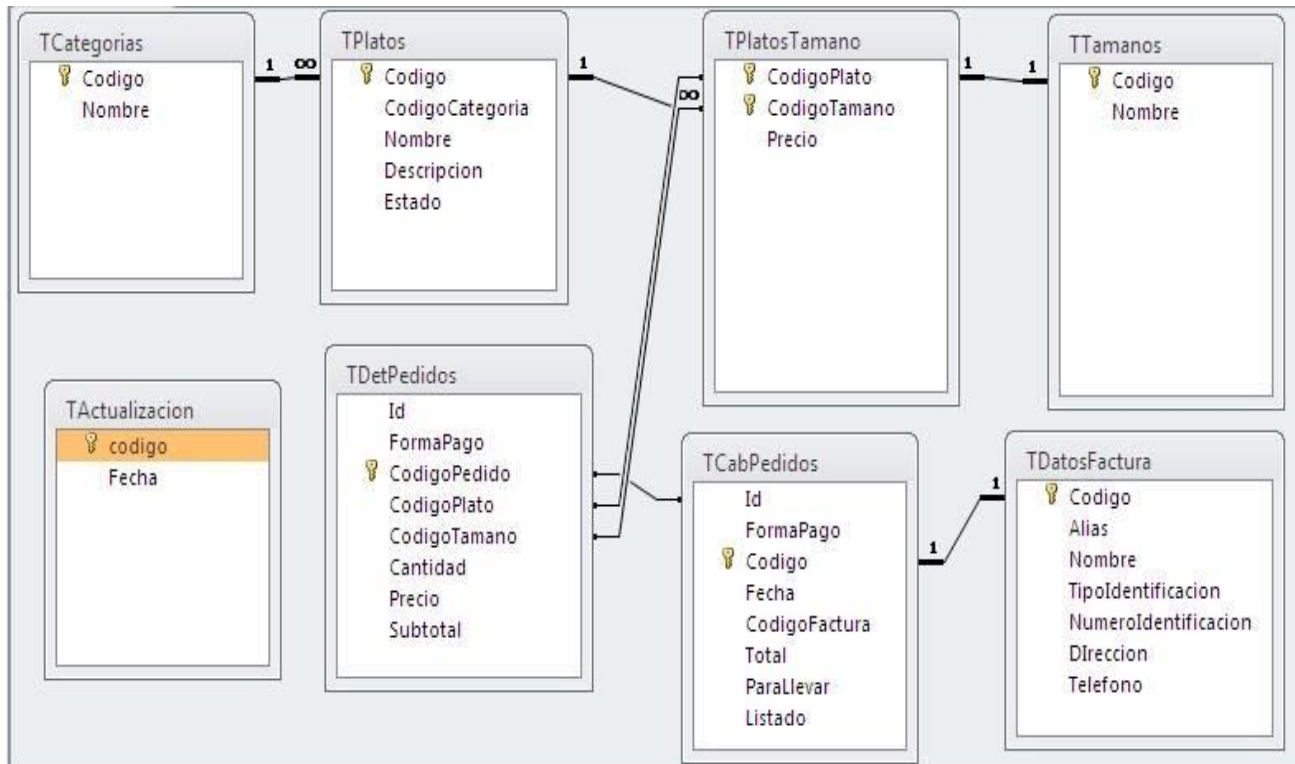 TCategorias
Codigo
Nombre
1
∞
TPlatos
Codigo
CodigoCategoria
Nombre
Descripcion
Estado
1
∞
TPlatosTamano
CodigoPlato
CodigoTamano
Precio
1
1
TTamanos
Codigo
Nombre
TActualizacion
codigo
Fecha
TDetPedidos
Id
FormaPago
CodigoPedido
CodigoPlato
CodigoTamano
Cantidad
Precio
Subtotal
TCabPedidos
Id
FormaPago
Codigo
Fecha
CodigoFactura
Total
ParaLlevar
Listado
1
1
TDatosFactura
Codigo
Alias
Nombre
TipoIdentificacion
NumeroIdentificacion
DIreccion
Telefono